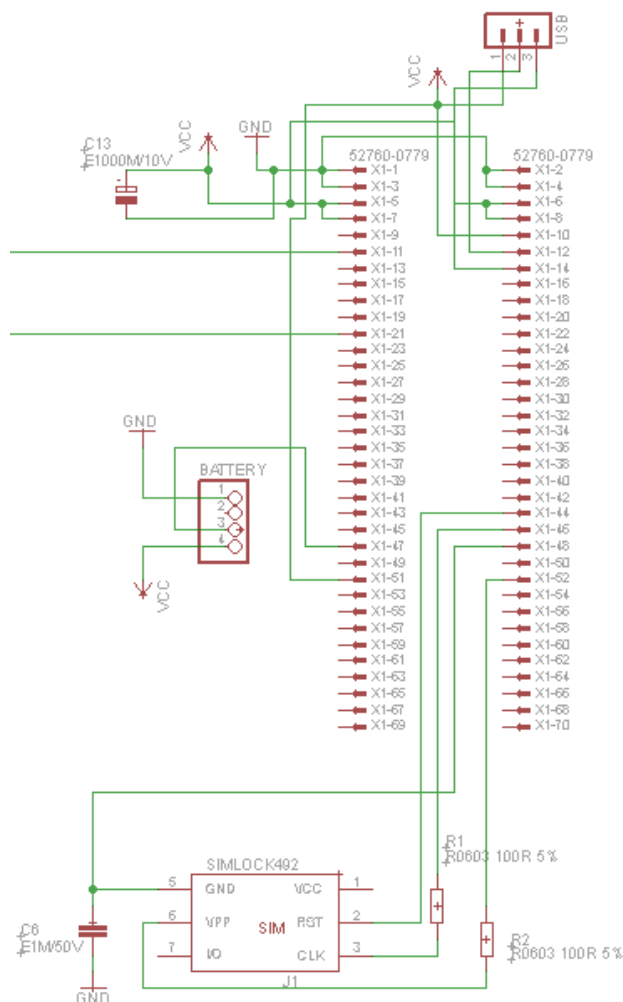 USB
1
2
3
VCC
C13
E1000M/10V
VCC
GND
52760-0779
52760-0779
X1-1
X1-2
X1-3
X1-4
X1-5
X1-6
X1-7
X1-8
X1-9
X1-10
X1-11
X1-12
X1-13
X1-14
X1-15
X1-16
X1-17
X1-18
X1-19
X1-20
X1-21
X1-22
X1-23
X1-24
X1-25
X1-26
X1-27
X1-28
X1-29
X1-30
X1-31
X1-32
X1-33
X1-34
X1-35
X1-36
X1-37
X1-38
X1-39
X1-40
X1-41
X1-42
X1-43
X1-44
X1-45
X1-46
X1-47
X1-48
X1-49
X1-50
X1-51
X1-52
X1-53
X1-54
X1-55
X1-56
X1-57
X1-58
X1-59
X1-60
X1-61
X1-62
X1-63
X1-64
X1-65
X1-66
X1-67
X1-68
X1-69
X1-70
GND
BATTERY
1
2
3
4
VCC
R1
R0603 100R 5%
SIMLOCK492
5 GND VCC 1
6 VPP SIM RST 2
7 I/O CLK 3
J1
C6
E1M/50V
GND
R2
R0603 100R 5%